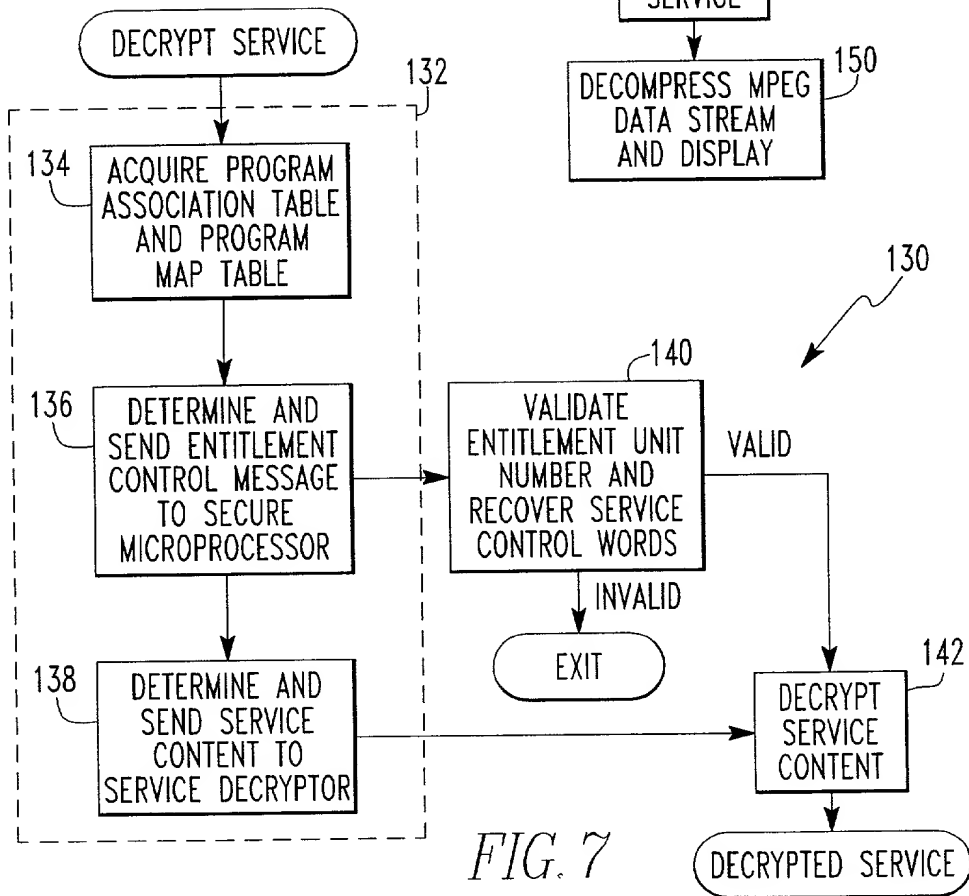 SERVICE
DECRYPT SERVICE
132
150
DECOMPRESS MPEG
DATA STREAM
AND DISPLAY
134
ACQUIRE PROGRAM
ASSOCIATION TABLE
AND PROGRAM
MAP TABLE
130
136
DETERMINE AND
SEND ENTITLEMENT
CONTROL MESSAGE
TO SECURE
MICROPROCESSOR
140
VALIDATE
ENTITLEMENT UNIT
NUMBER AND
RECOVER SERVICE
CONTROL WORDS
VALID
INVALID
EXIT
138
DETERMINE AND
SEND SERVICE
CONTENT TO
SERVICE DECRYPTOR
142
DECRYPT
SERVICE
CONTENT
FIG. 7
DECRYPTED SERVICE